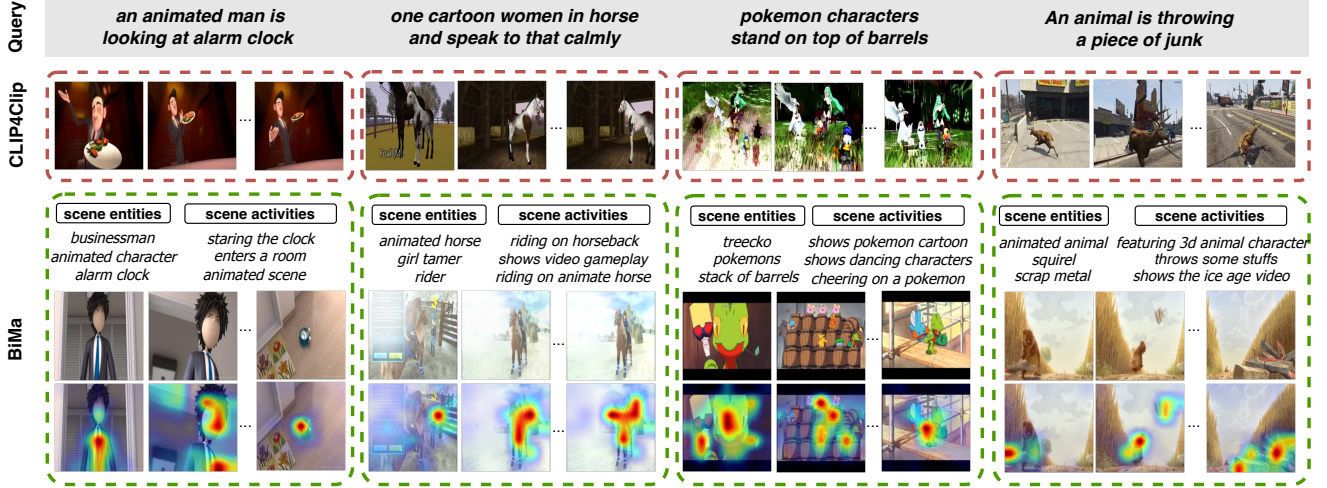 Query
an animated man is
looking at alarm clock
one cartoon women in horse
and speak to that calmly
pokemon characters
stand on top of barrels
An animal is throwing
a piece of junk
CLIP4Clip
...
...
...
...
BiMa
scene entities
scene activities
businessman
animated character
alarm clock
staring the clock
enters a room
animated scene
...
...
scene entities
scene activities
animated horse
girl tamer
rider
riding on horseback
shows video gameplay
riding on animate horse
...
...
scene entities
scene activities
treecko
pokemons
stack of barrels
shows pokemon cartoon
shows dancing characters
cheering on a pokemon
...
...
scene entities
scene activities
animated animal
squirel
scrap metal
featuring 3d animal character
throws some stuffs
shows the ice age video
...
...